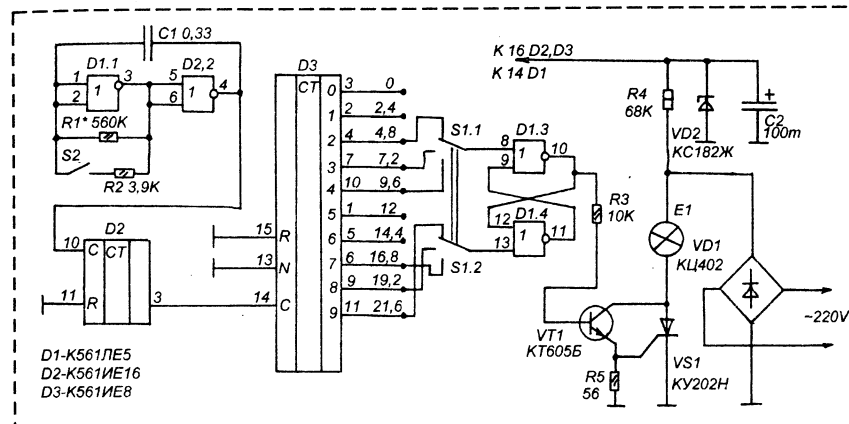 C1 0,33
D1.1
D2,2
1
2
1
3
5
6
1
4
R1* 560K
S2
R2 3,9K
D2
10
C
CT
11
R
3
D3
CT
15
R
13
N
14
C
0
3
0
1
2
2,4
2
4
4,8
3
7
7,2
4
10
9,6
5
1
12
6
5
14,4
7
6
16,8
8
9
19,2
9
11
21,6
S1.1
S1.2
D1.3
8
9
1
10
D1.4
12
13
1
11
К 16 D2,D3
К 14 D1
R3
10K
R4
68K
VD2
КС182Ж
+
C2
100m
E1
VD1
КЦ402
~220V
VT1
КТ605Б
R5
56
VS1
КУ202Н
D1-К561ЛЕ5
D2-К561ИЕ16
D3-К561ИЕ8